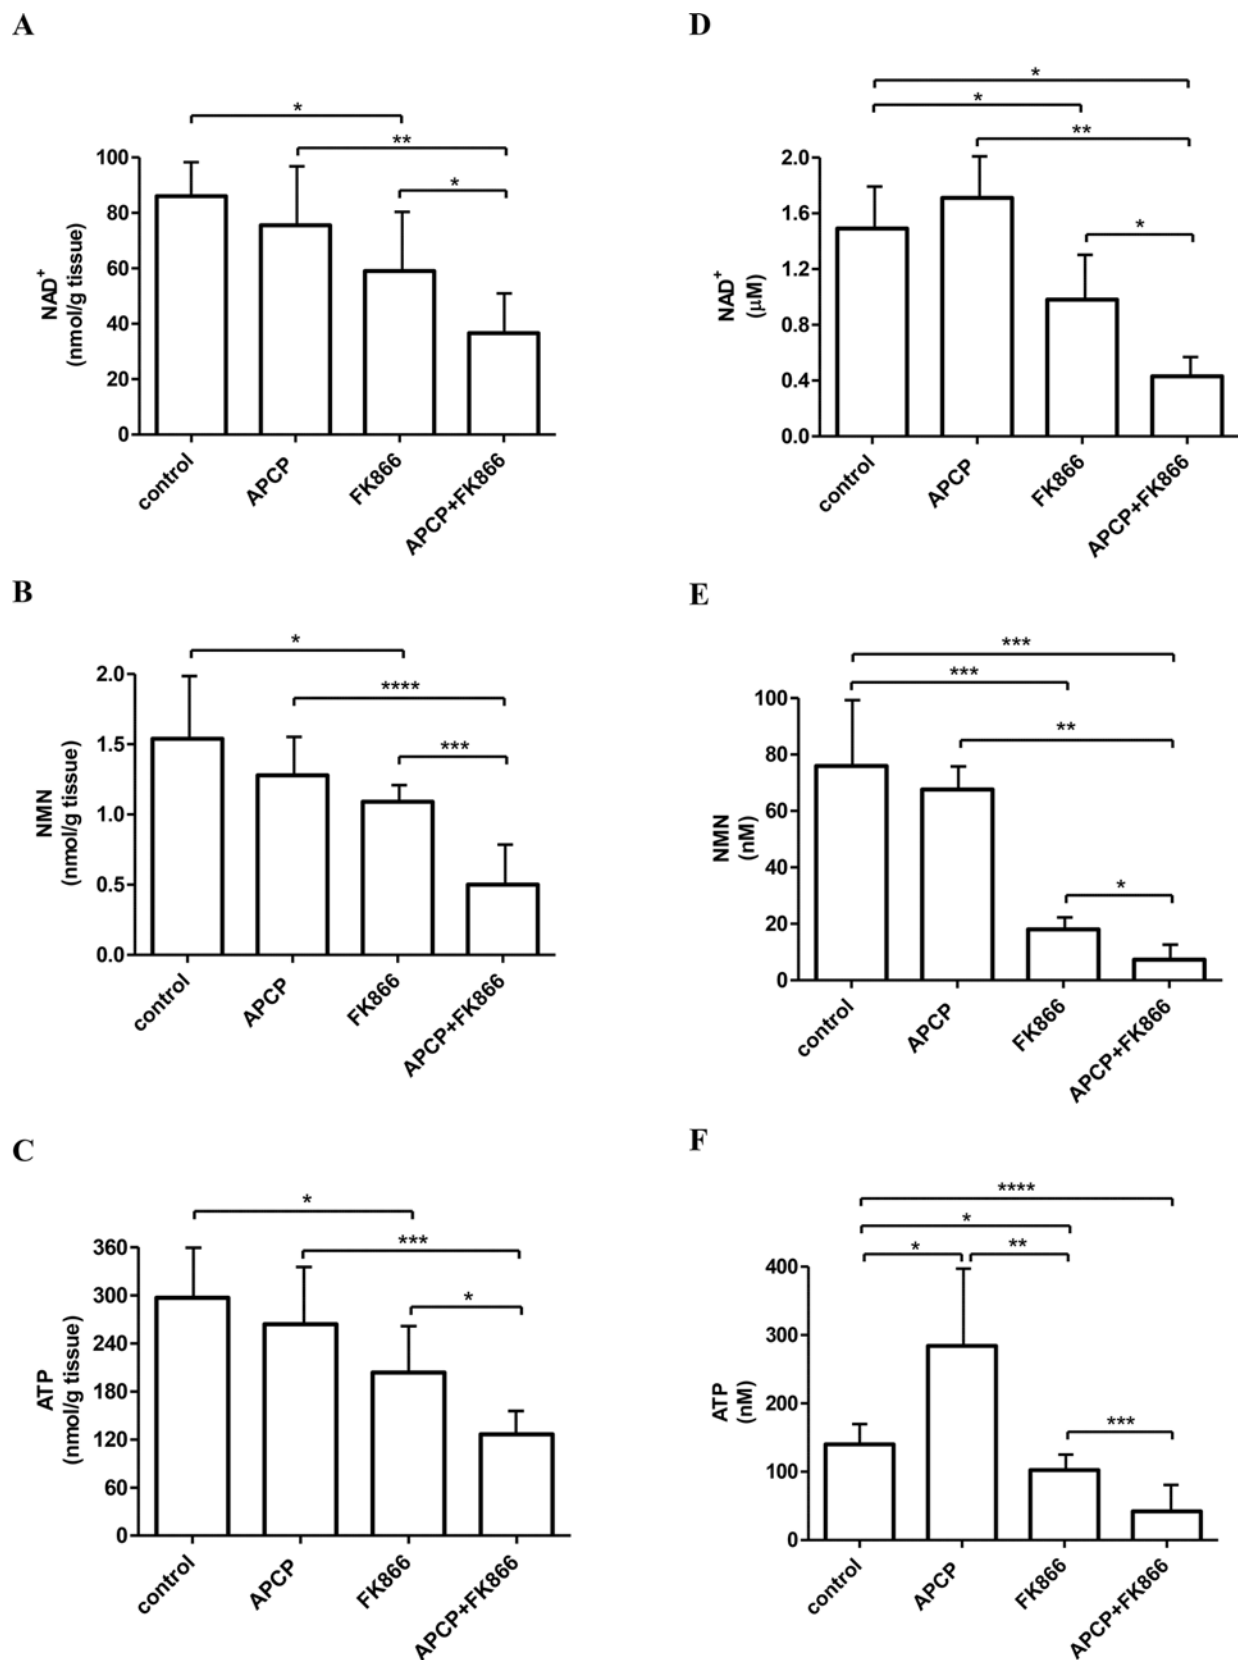 A
*
**
*
NAD+
(nmol/g tissue)
100
80
60
40
20
0
control
APCP
FK866
APCP+FK866
B
*
****
***
NMN
(nmol/g tissue)
2.0
1.5
1.0
0.5
0.0
control
APCP
FK866
APCP+FK866
C
*
***
*
ATP
(nmol/g tissue)
360
300
240
180
120
60
0
control
APCP
FK866
APCP+FK866
D
*
*
**
*
NAD+
(µM)
2.0
1.6
1.2
0.8
0.4
0.0
control
APCP
FK866
APCP+FK866
E
***
***
**
*
NMN
(nM)
100
80
60
40
20
0
control
APCP
FK866
APCP+FK866
F
****
*
* **
***
ATP
(nM)
400
300
200
100
0
control
APCP
FK866
APCP+FK866